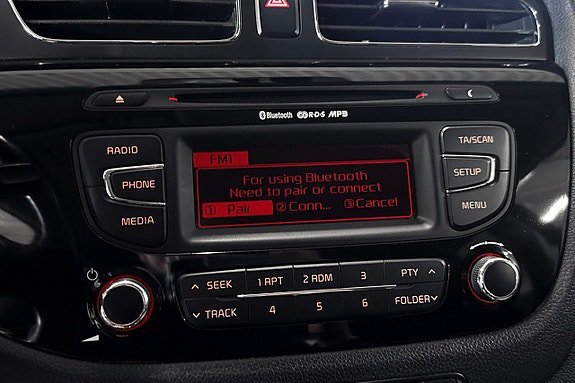 Bluetooth RDS MP3
RADIO
PHONE
MEDIA
FM1
For using Bluetooth
Need to pair or connect
1 Pair 2 Conn... 3 Cancel
TA/SCAN
SETUP
MENU
SEEK 1 RPT 2 RDM 3 PTY
TRACK 4 5 6 FOLDER